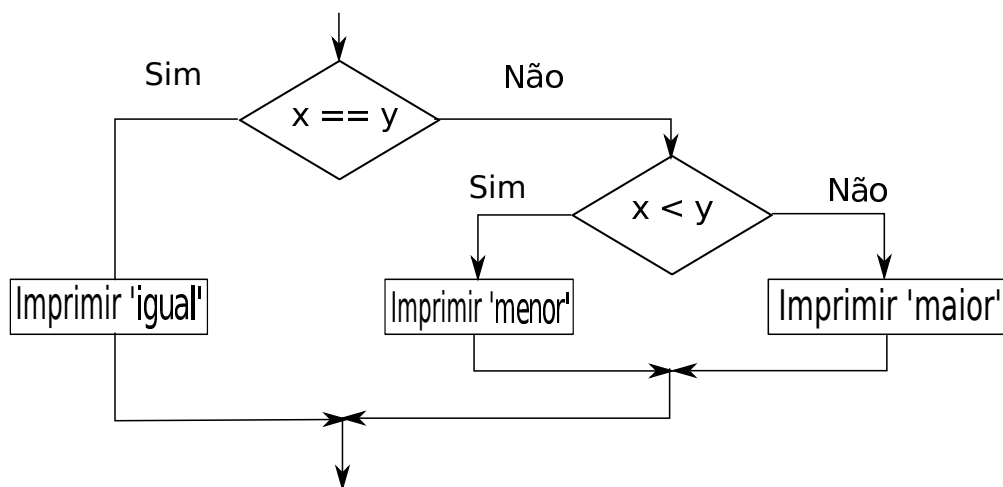 Sim
Não
x == y
Sim
Não
x < y
Imprimir 'igual'
Imprimir 'menor'
Imprimir 'maior'